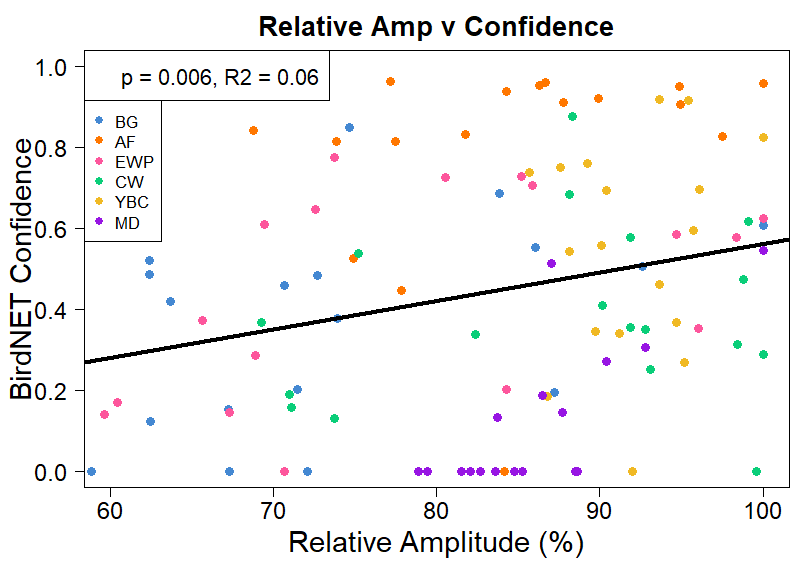 Relative Amp v Confidence
p = 0.006, R2 = 0.06
BG
AF
EWP
CW
YBC
MD
BirdNET Confidence
1.0
0.8
0.6
0.4
0.2
0.0
60 70 80 90 100
Relative Amplitude (%)